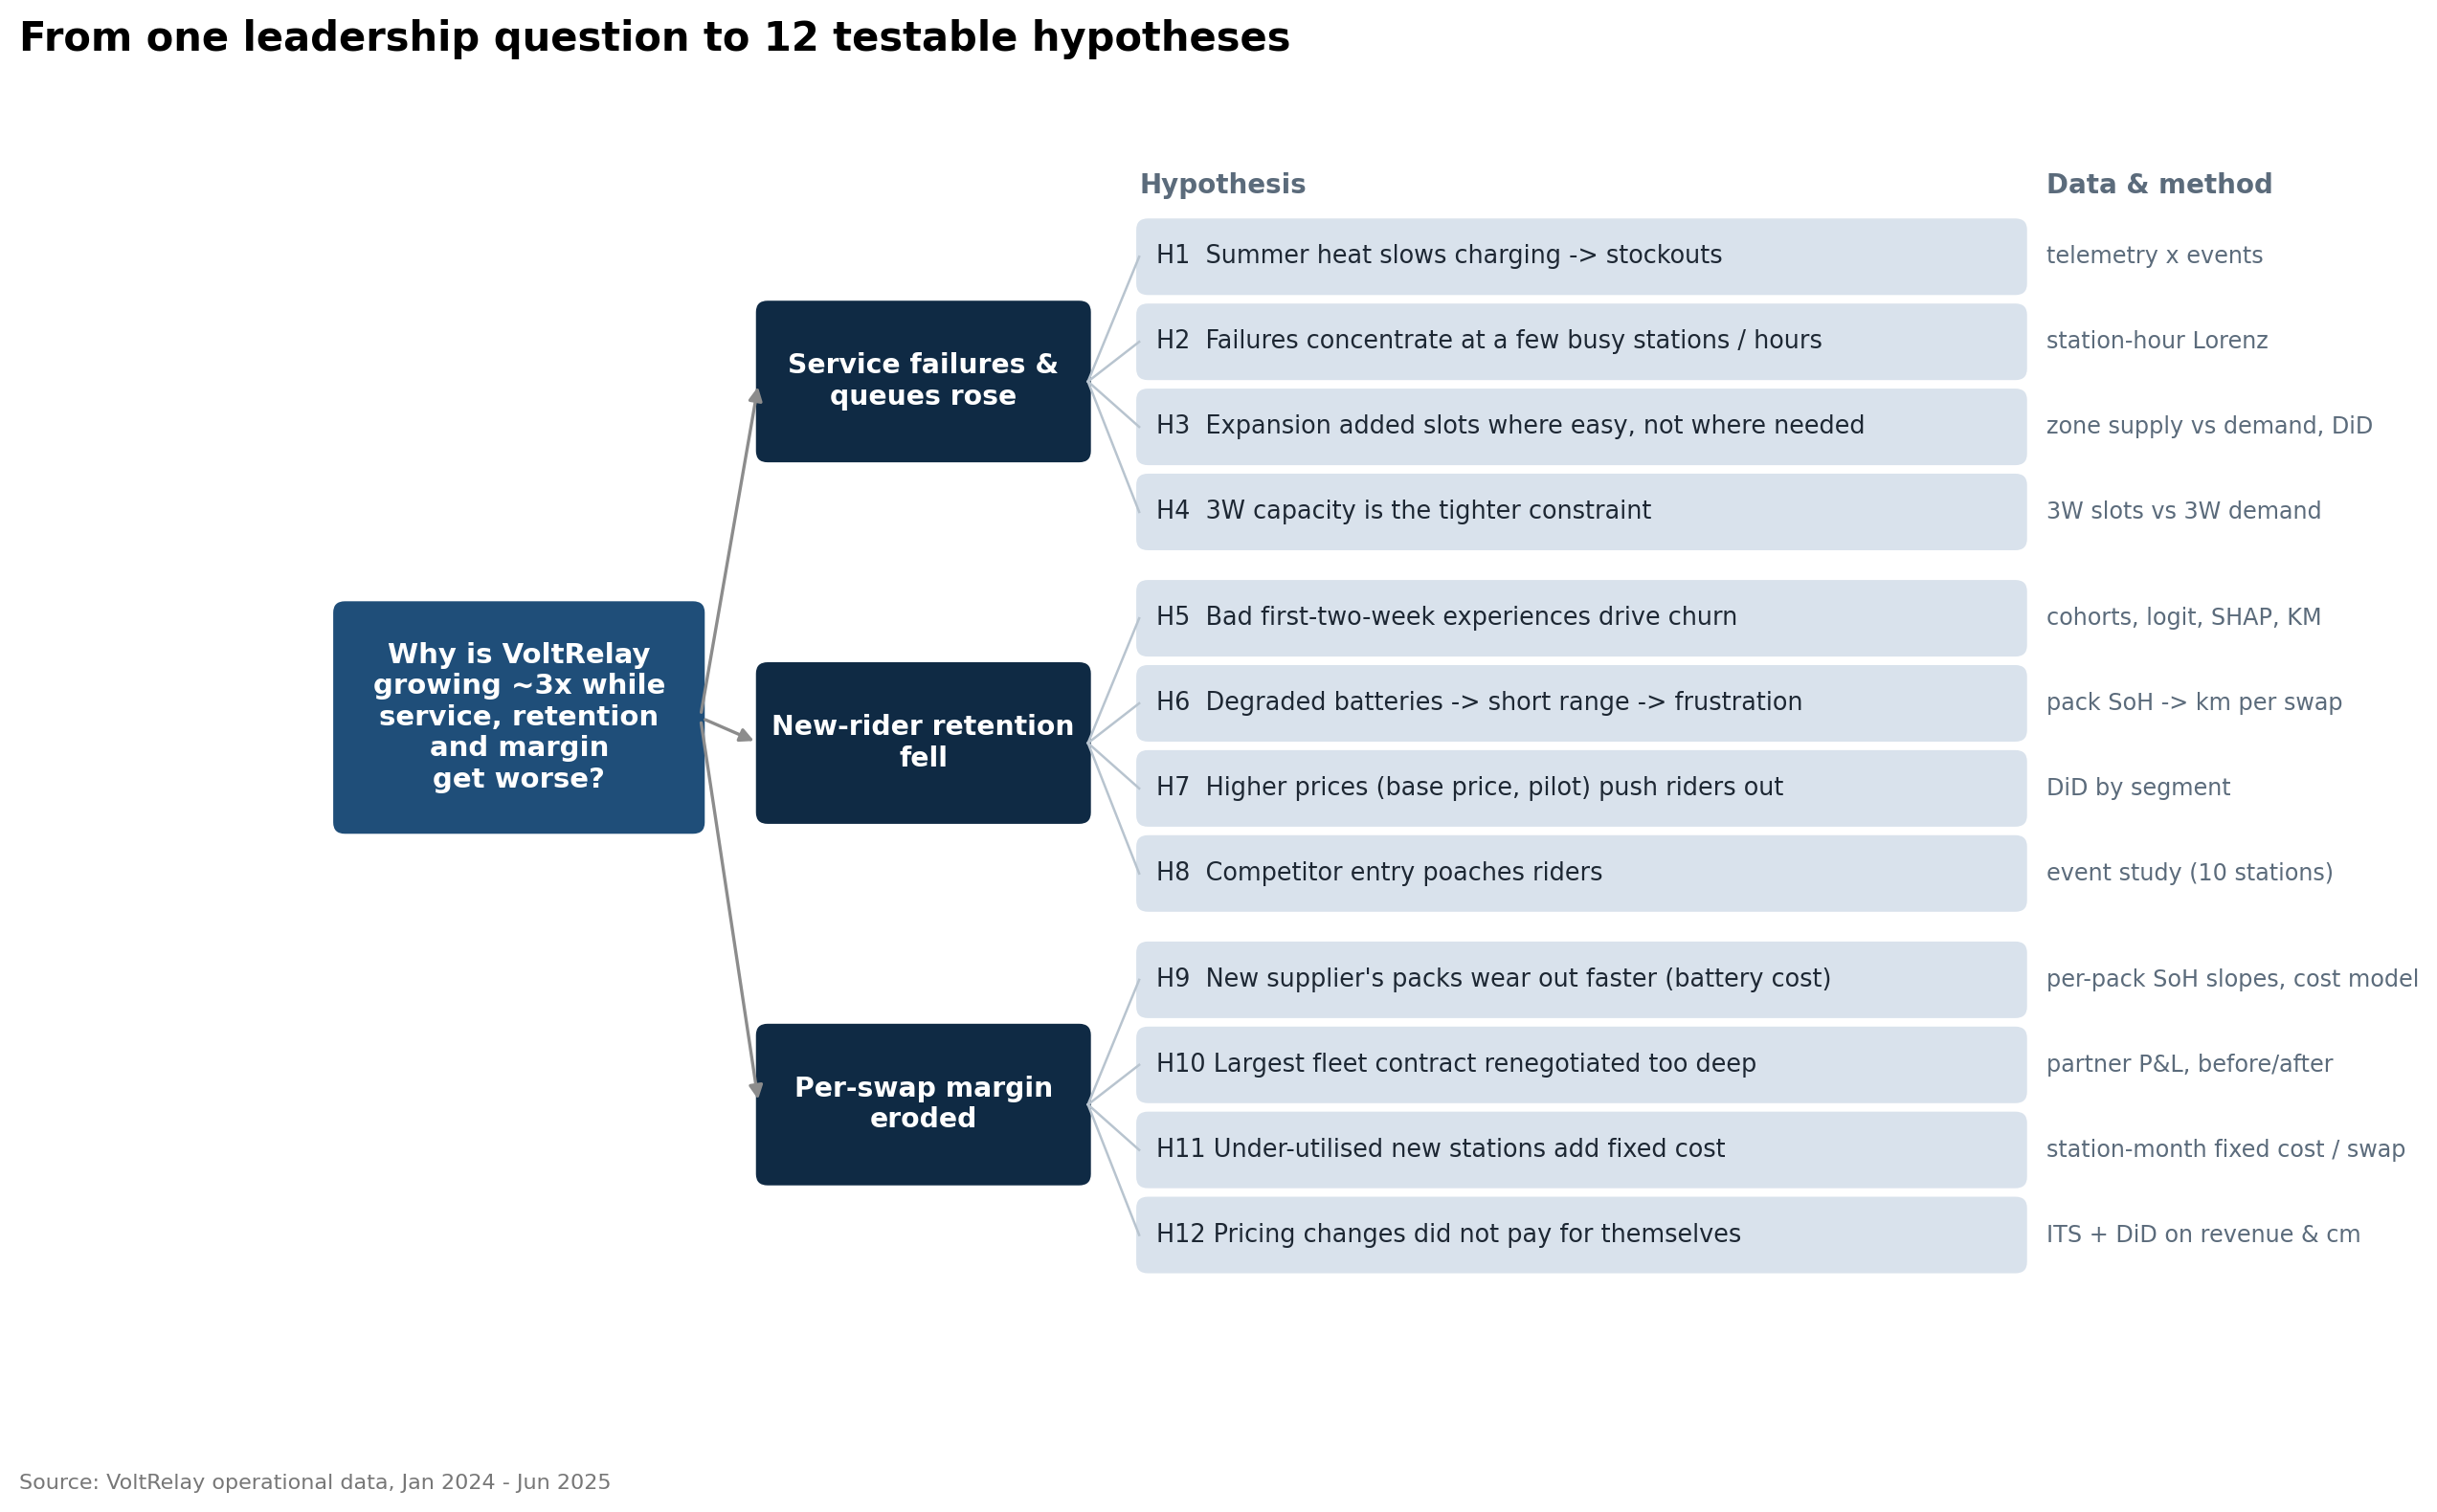 From one leadership question to 12 testable hypotheses
Hypothesis
Data & method
Why is VoltRelay
growing ~3x while
service, retention
and margin
get worse?
Service failures &
queues rose
H1  Summer heat slows charging -> stockouts
telemetry x events
H2  Failures concentrate at a few busy stations / hours
station-hour Lorenz
H3  Expansion added slots where easy, not where needed
zone supply vs demand, DiD
H4  3W capacity is the tighter constraint
3W slots vs 3W demand
New-rider retention
fell
H5  Bad first-two-week experiences drive churn
cohorts, logit, SHAP, KM
H6  Degraded batteries -> short range -> frustration
pack SoH -> km per swap
H7  Higher prices (base price, pilot) push riders out
DiD by segment
H8  Competitor entry poaches riders
event study (10 stations)
Per-swap margin
eroded
H9  New supplier's packs wear out faster (battery cost)
per-pack SoH slopes, cost model
H10 Largest fleet contract renegotiated too deep
partner P&L, before/after
H11 Under-utilised new stations add fixed cost
station-month fixed cost / swap
H12 Pricing changes did not pay for themselves
ITS + DiD on revenue & cm
Source: VoltRelay operational data, Jan 2024 - Jun 2025